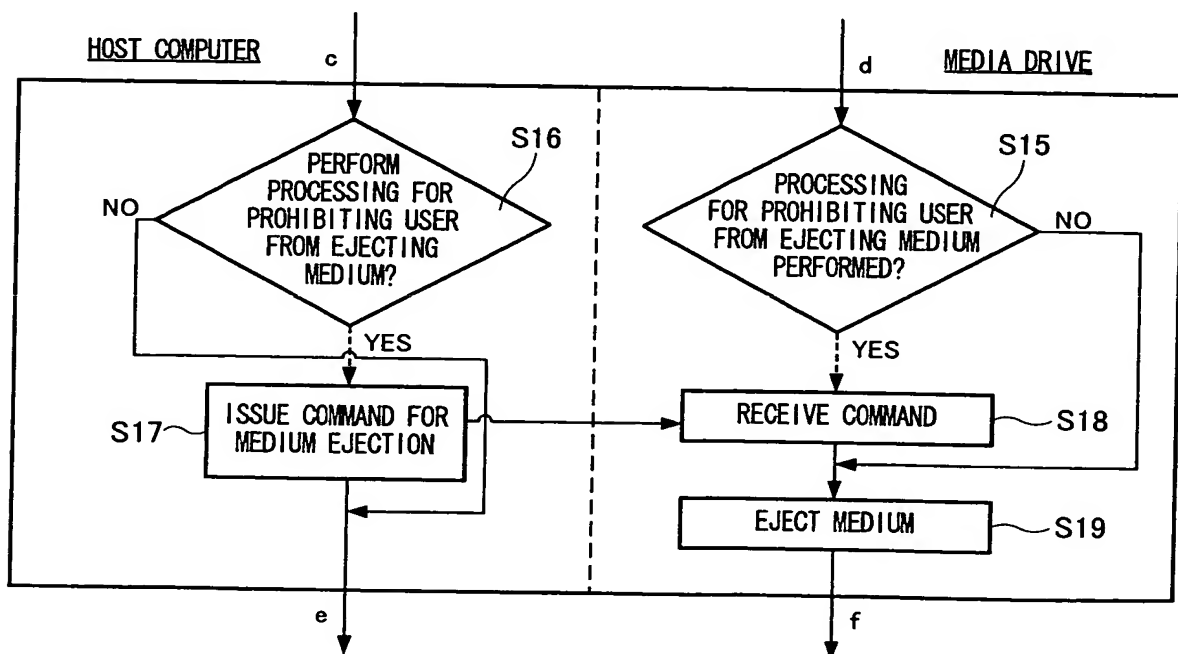 HOST COMPUTER
c
d
MEDIA DRIVE
S16
PERFORM
PROCESSING FOR
PROHIBITING USER
FROM EJECTING
MEDIUM?
NO
YES
S15
PROCESSING
FOR PROHIBITING USER
FROM EJECTING MEDIUM
PERFORMED?
NO
YES
S17
ISSUE COMMAND FOR
MEDIUM EJECTION
RECEIVE COMMAND
S18
EJECT MEDIUM
S19
e
f